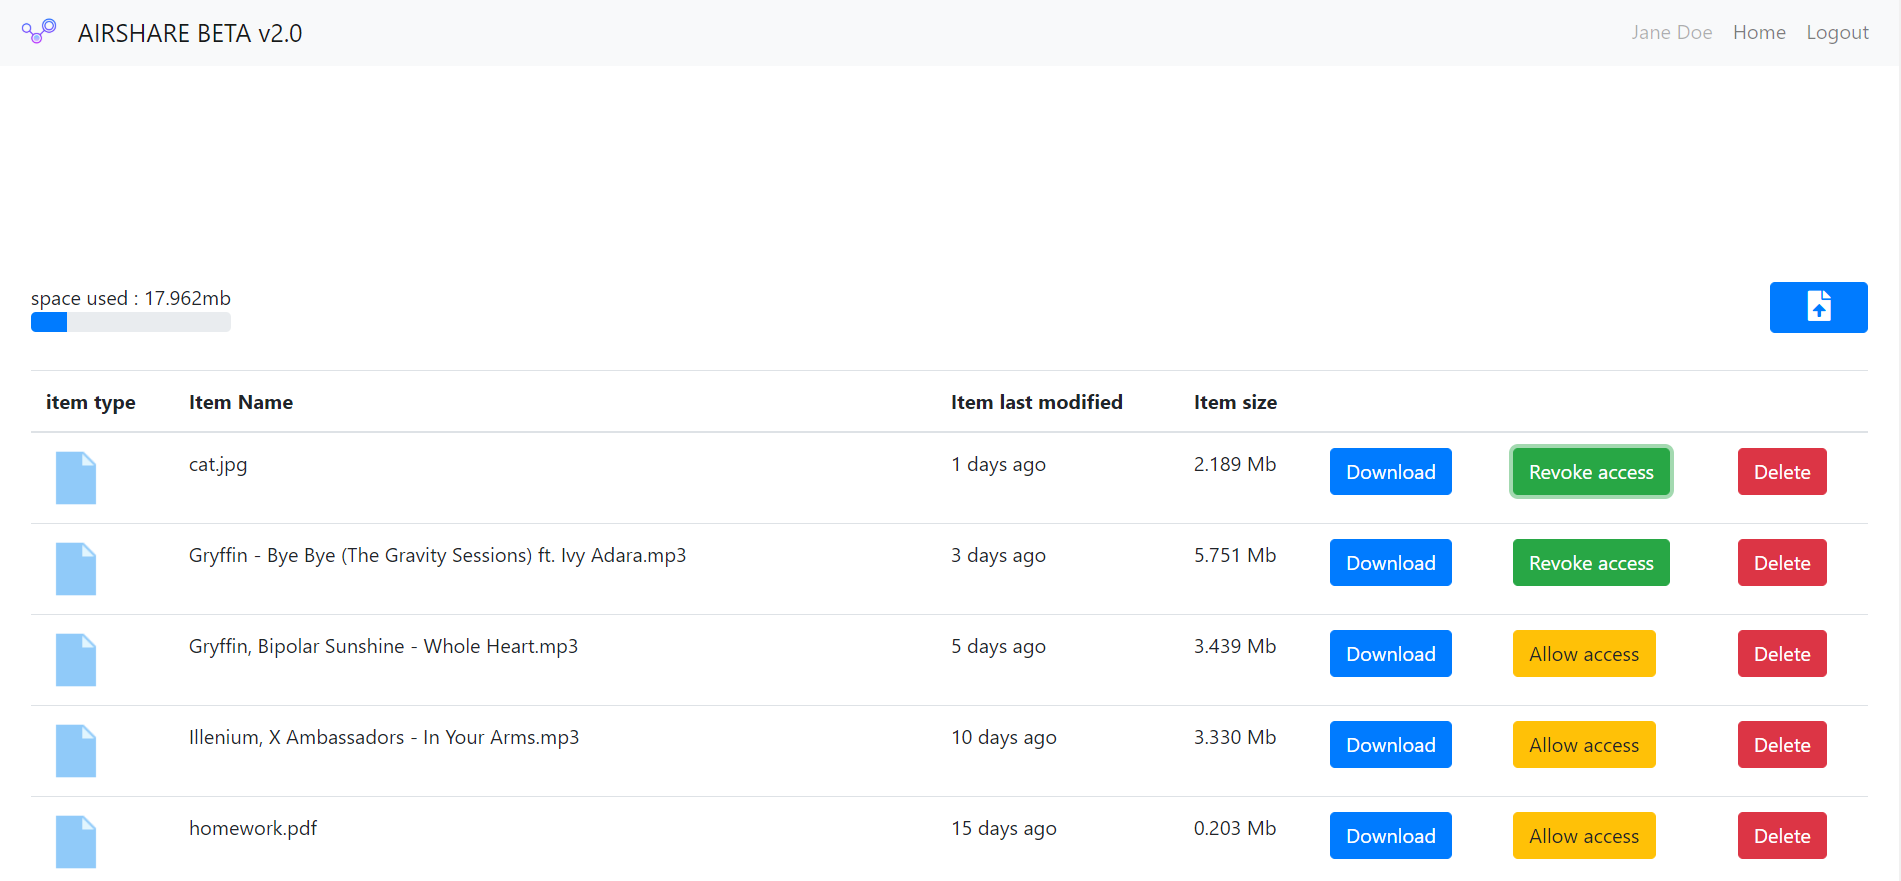 AIRSHARE BETA v2.0
Jane Doe Home Logout
space used : 17.962mb
item type Item Name Item last modified Item size
cat.jpg 1 days ago 2.189 Mb Download Revoke access Delete
Gryffin - Bye Bye (The Gravity Sessions) ft. Ivy Adara.mp3 3 days ago 5.751 Mb Download Revoke access Delete
Gryffin, Bipolar Sunshine - Whole Heart.mp3 5 days ago 3.439 Mb Download Allow access Delete
Illenium, X Ambassadors - In Your Arms.mp3 10 days ago 3.330 Mb Download Allow access Delete
homework.pdf 15 days ago 0.203 Mb Download Allow access Delete